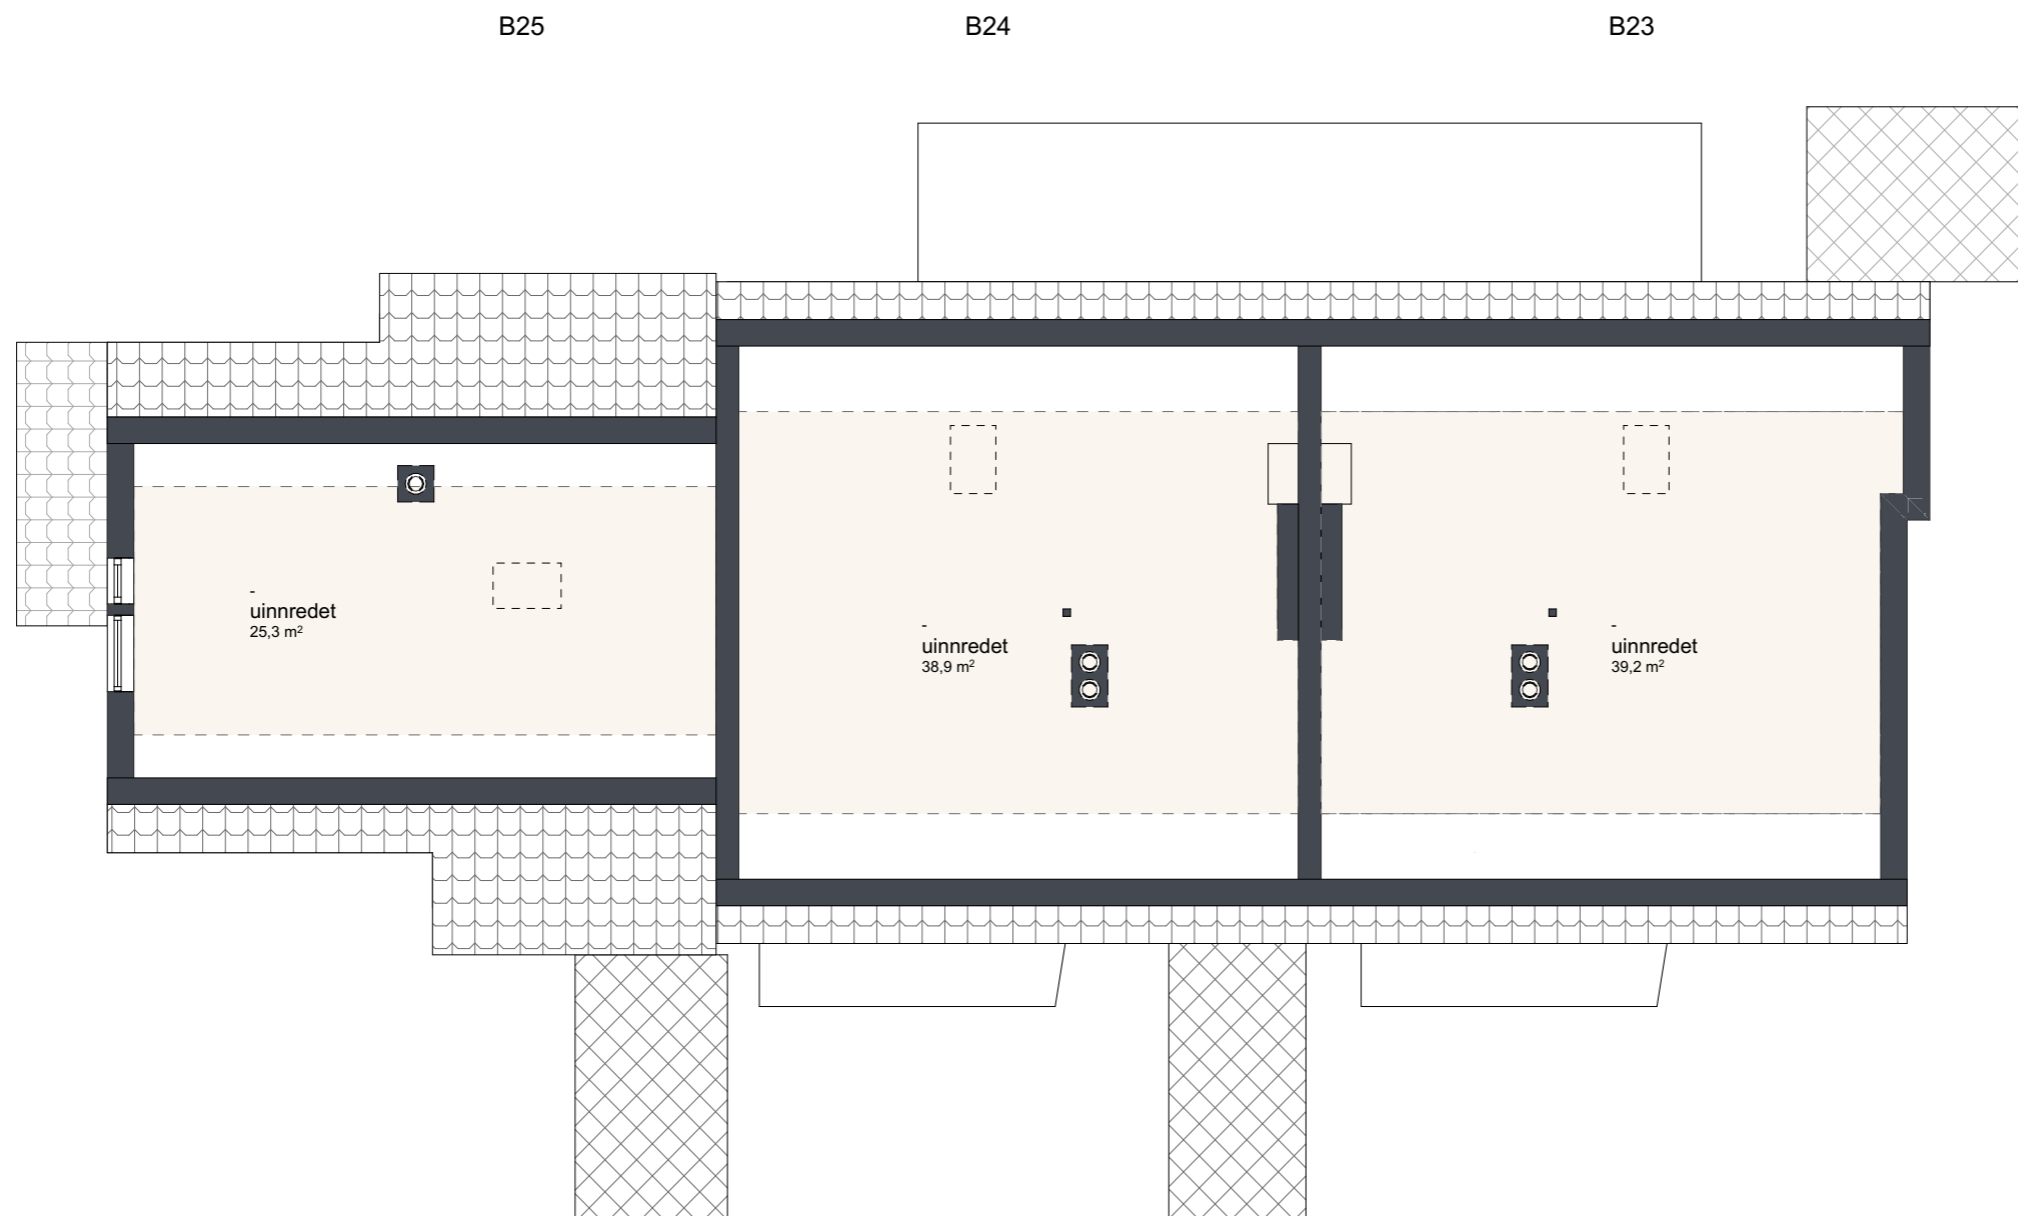 B25
B24
B23
-
uinnredet
25,3 m²
-
uinnredet
38,9 m²
-
uinnredet
39,2 m²